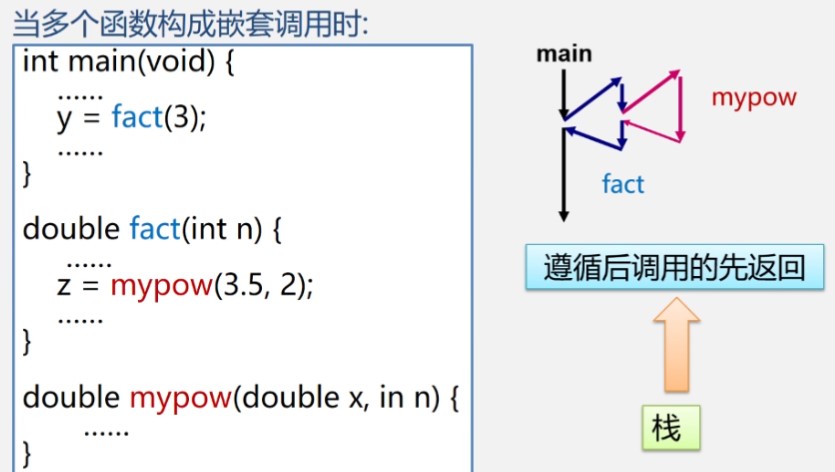 当多个函数构成嵌套调用时:
int main(void) {
......
y = fact(3);
......
}
double fact(int n) {
......
z = mypow(3.5, 2);
......
}
double mypow(double x, in n) {
......
}
main
mypow
fact
遵循后调用的先返回
栈